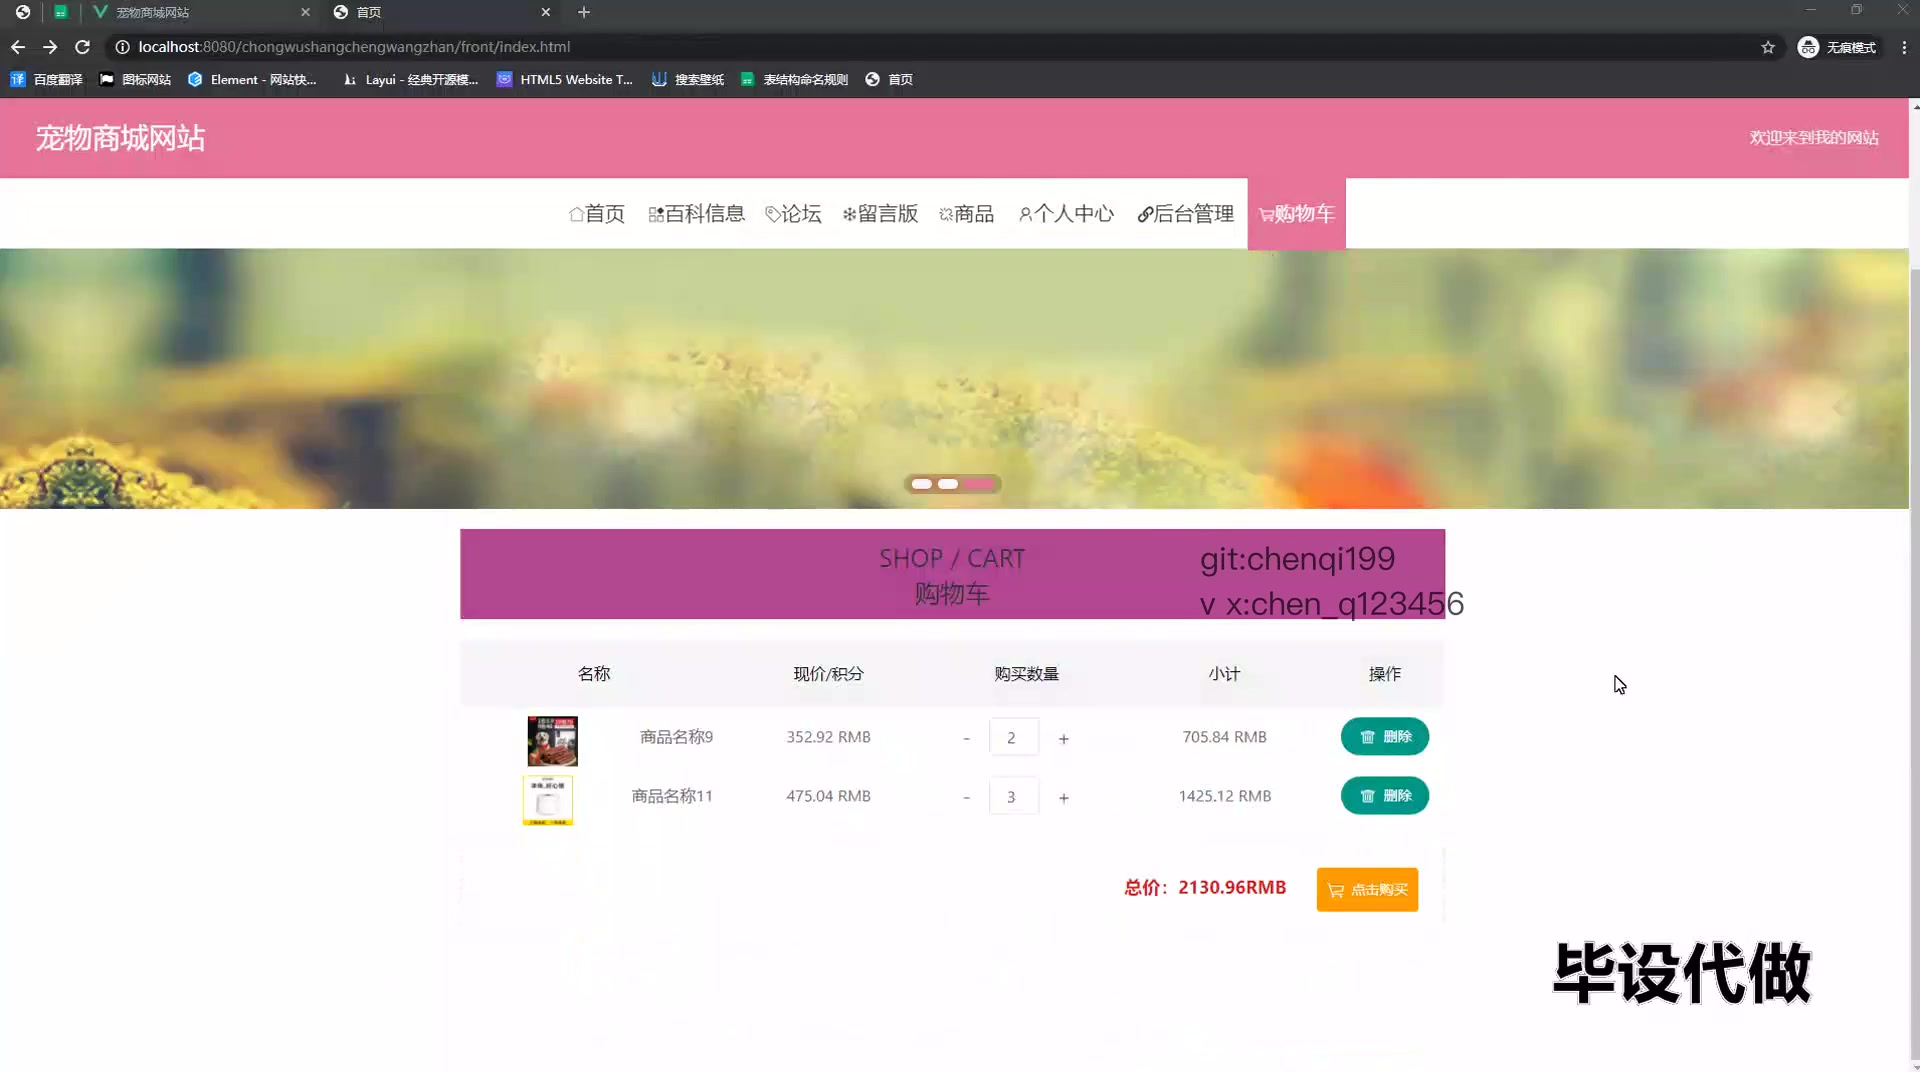 宠物商城网站
首页
localhost:8080/chongwushangchengwangzhan/front/index.html
无痕模式
百度翻译
图标网站
Element - 网站快...
Layui - 经典开源模...
HTML5 Website T...
搜索壁纸
表结构命名规则
首页
宠物商城网站
欢迎来到我的网站
首页
百科信息
论坛
留言版
商品
个人中心
后台管理
购物车
SHOP / CART
购物车
git:chenqi199
v x:chen_q123456
名称 现价/积分 购买数量 小计 操作
商品名称9 352.92 RMB - 2 + 705.84 RMB 删除
商品名称11 475.04 RMB - 3 + 1425.12 RMB 删除
总价：2130.96RMB 点击购买
毕设代做